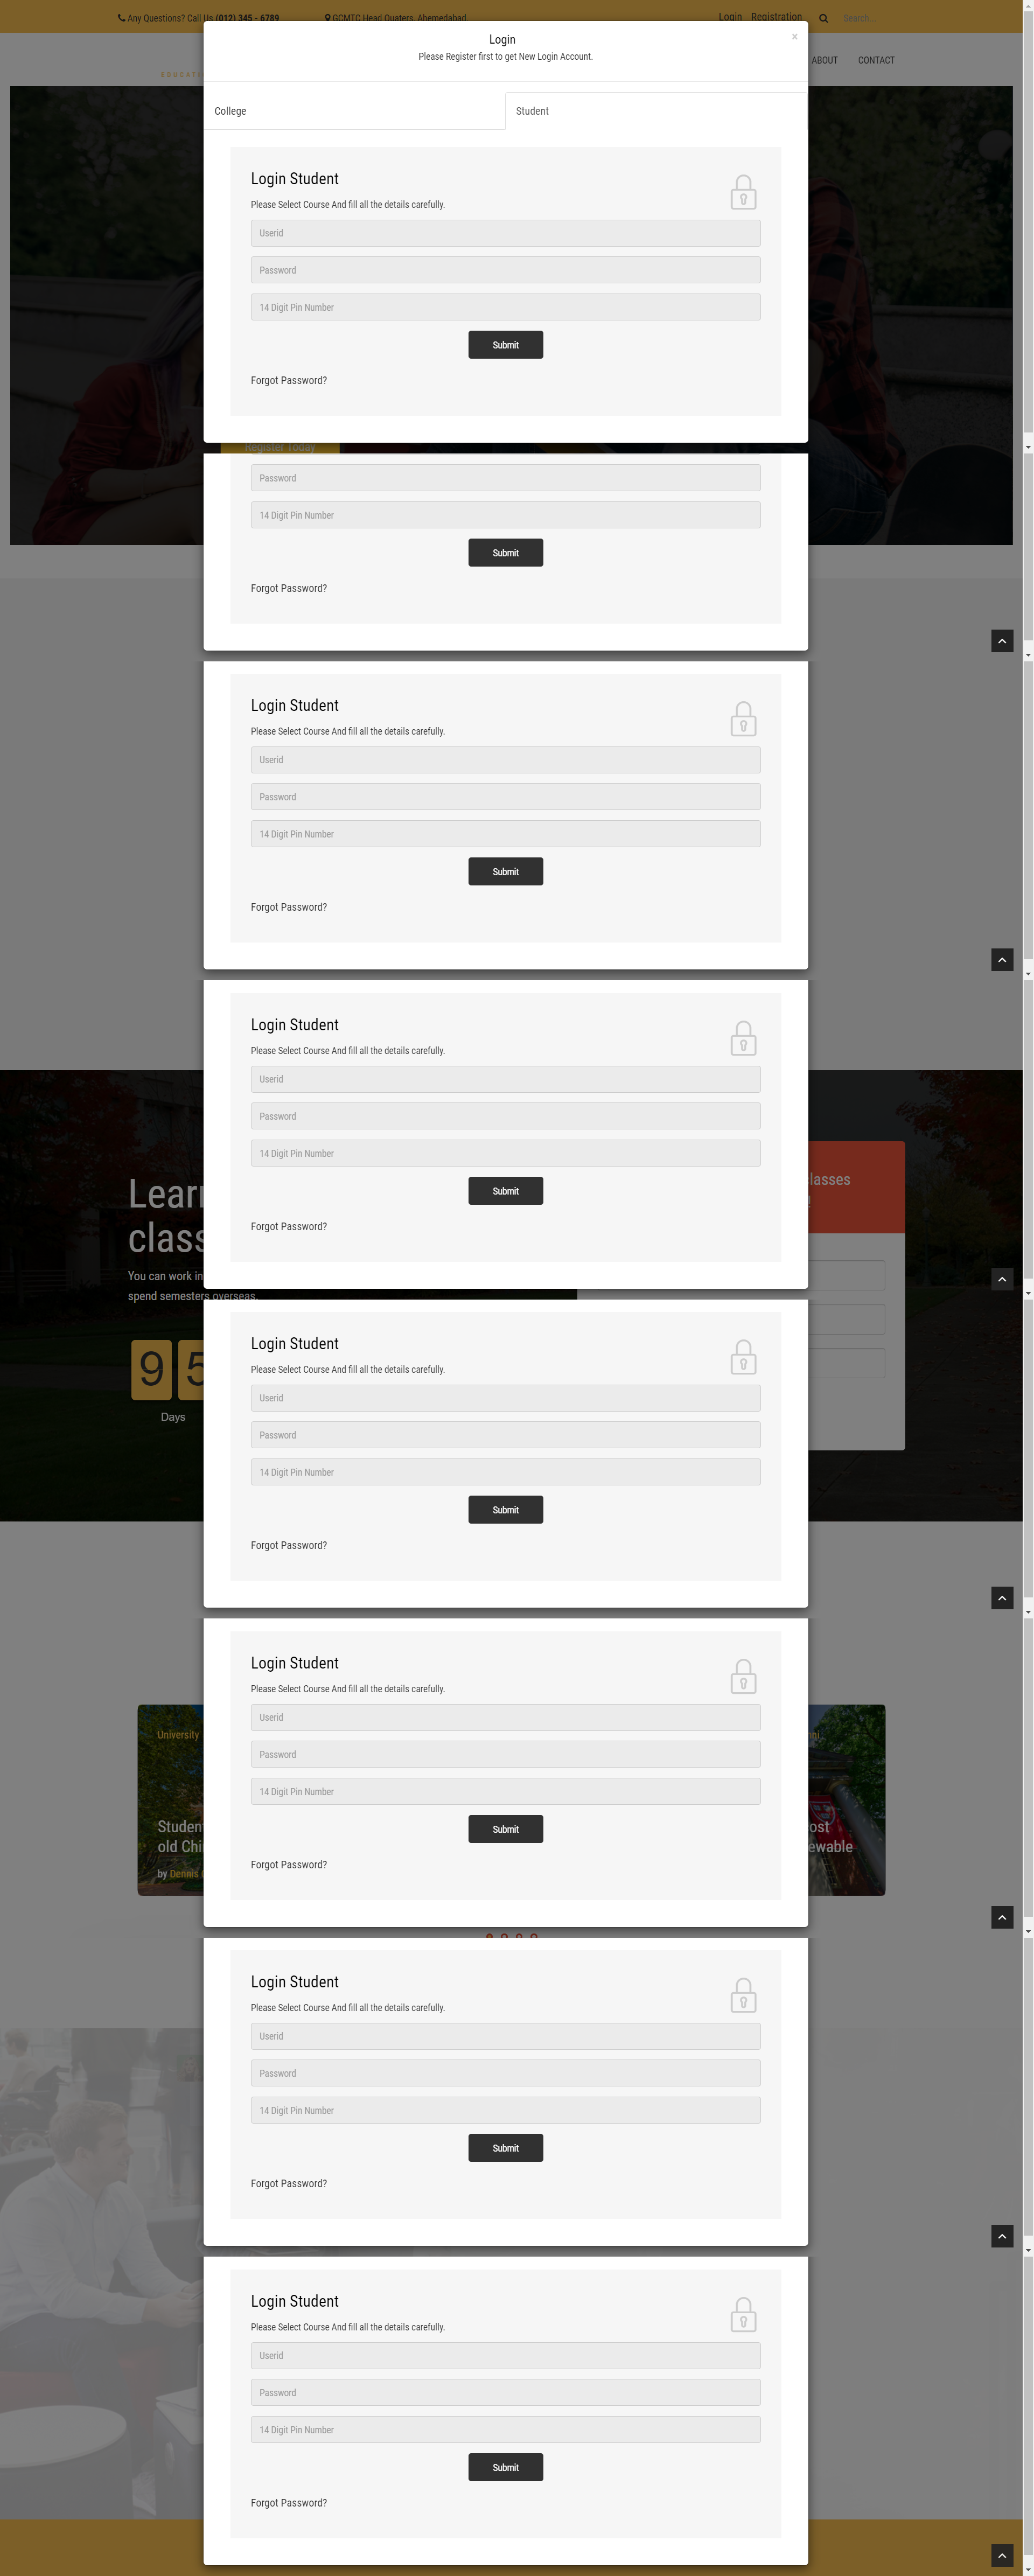 Any Questions? Call Us (012) 345 - 6789
GCMTC Head Quaters, Ahemedabad.
Login Registration
Search...
Login
×
Please Register first to get New Login Account.
ABOUT CONTACT
College
Student
Login Student
Please Select Course And fill all the details carefully.
Userid
Password
14 Digit Pin Number
Submit
Forgot Password?
Register Today
Password
14 Digit Pin Number
Submit
Forgot Password?
Login Student
Please Select Course And fill all the details carefully.
Userid
Password
14 Digit Pin Number
Submit
Forgot Password?
Login Student
Please Select Course And fill all the details carefully.
Userid
Password
14 Digit Pin Number
Submit
Forgot Password?
Learn
class
You can work in
spend semesters overseas.
9 5
Days
lasses
!
Login Student
Please Select Course And fill all the details carefully.
Userid
Password
14 Digit Pin Number
Submit
Forgot Password?
Login Student
Please Select Course And fill all the details carefully.
Userid
Password
14 Digit Pin Number
Submit
Forgot Password?
University
Studen
old Chi
by Dennis
ost
ewable
Login Student
Please Select Course And fill all the details carefully.
Userid
Password
14 Digit Pin Number
Submit
Forgot Password?
Login Student
Please Select Course And fill all the details carefully.
Userid
Password
14 Digit Pin Number
Submit
Forgot Password?